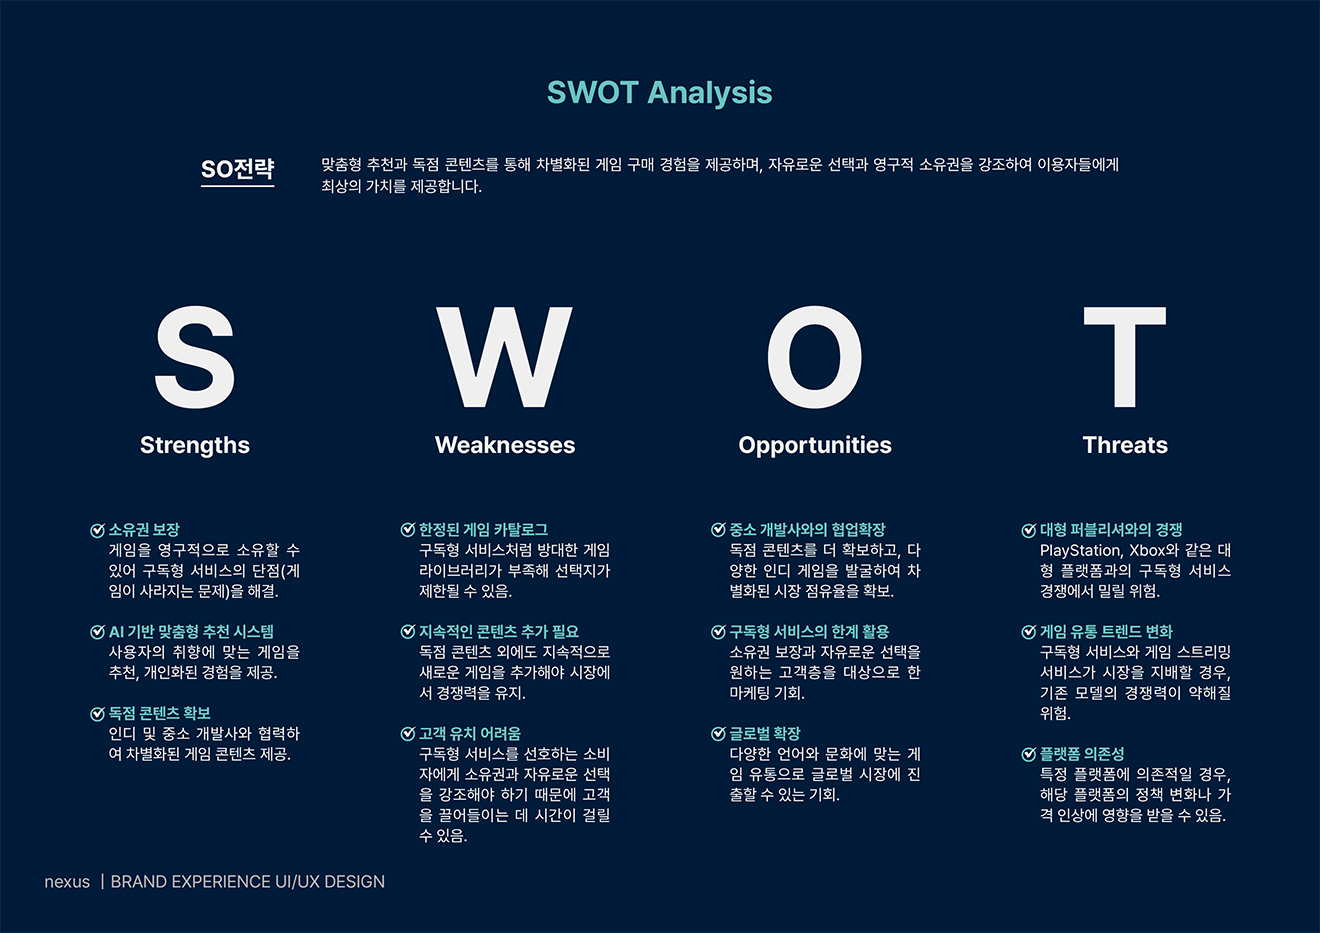 SWOT Analysis
SO전략
맞춤형 추천과 독점 콘텐츠를 통해 차별화된 게임 구매 경험을 제공하며, 자유로운 선택과 영구적 소유권을 강조하여 이용자들에게
최상의 가치를 제공합니다.
S
Strengths
소유권 보장
게임을 영구적으로 소유할 수
있어 구독형 서비스의 단점(게
임이 사라지는 문제)을 해결.
AI 기반 맞춤형 추천 시스템
사용자의 취향에 맞는 게임을
추천, 개인화된 경험을 제공.
독점 콘텐츠 확보
인디 및 중소 개발사와 협력하
여 차별화된 게임 콘텐츠 제공.
W
Weaknesses
한정된 게임 카탈로그
구독형 서비스처럼 방대한 게임
라이브러리가 부족해 선택지가
제한될 수 있음.
지속적인 콘텐츠 추가 필요
독점 콘텐츠 외에도 지속적으로
새로운 게임을 추가해야 시장에
서 경쟁력을 유지.
고객 유치 어려움
구독형 서비스를 선호하는 소비
자에게 소유권과 자유로운 선택
을 강조해야 하기 때문에 고객
을 끌어들이는 데 시간이 걸릴
수 있음.
O
Opportunities
중소 개발사와의 협업확장
독점 콘텐츠를 더 확보하고, 다
양한 인디 게임을 발굴하여 차
별화된 시장 점유율을 확보.
구독형 서비스의 한계 활용
소유권 보장과 자유로운 선택을
원하는 고객층을 대상으로 한
마케팅 기회.
글로벌 확장
다양한 언어와 문화에 맞는 게
임 유통으로 글로벌 시장에 진
출할 수 있는 기회.
T
Threats
대형 퍼블리셔와의 경쟁
PlayStation, Xbox와 같은 대
형 플랫폼과의 구독형 서비스
경쟁에서 밀릴 위험.
게임 유통 트렌드 변화
구독형 서비스와 게임 스트리밍
서비스가 시장을 지배할 경우,
기존 모델의 경쟁력이 약해질
위험.
플랫폼 의존성
특정 플랫폼에 의존적일 경우,
해당 플랫폼의 정책 변화나 가
격 인상에 영향을 받을 수 있음.
nexus | BRAND EXPERIENCE UI/UX DESIGN